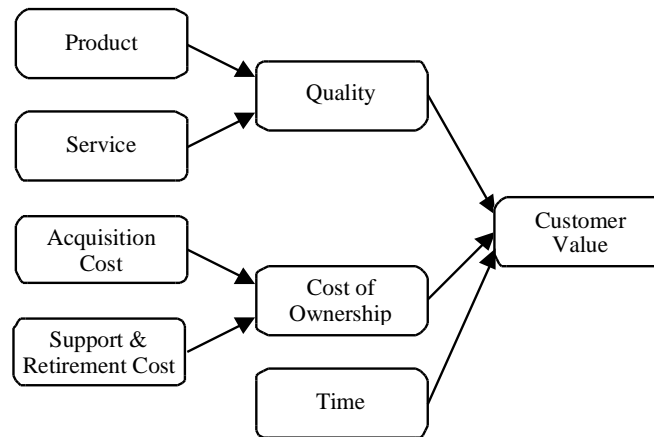 Product
Service
Quality
Acquisition
Cost
Support &
Retirement Cost
Cost of
Ownership
Time
Customer
Value